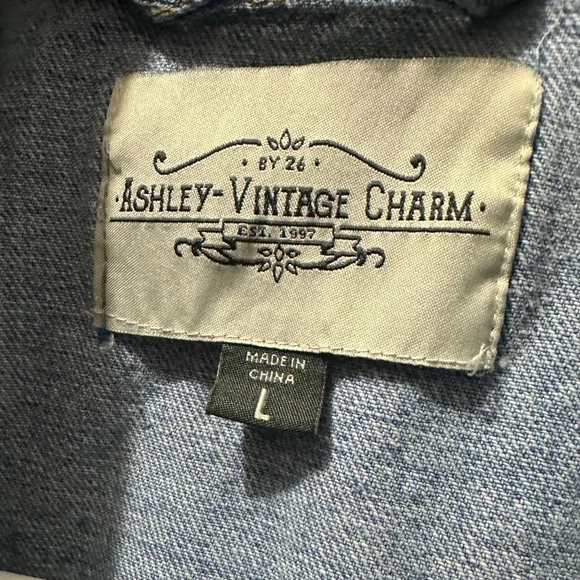 · BY 26 ·
· ASHLEY-VINTAGE CHARM ·
EST. 1997
MADE IN
CHINA
L